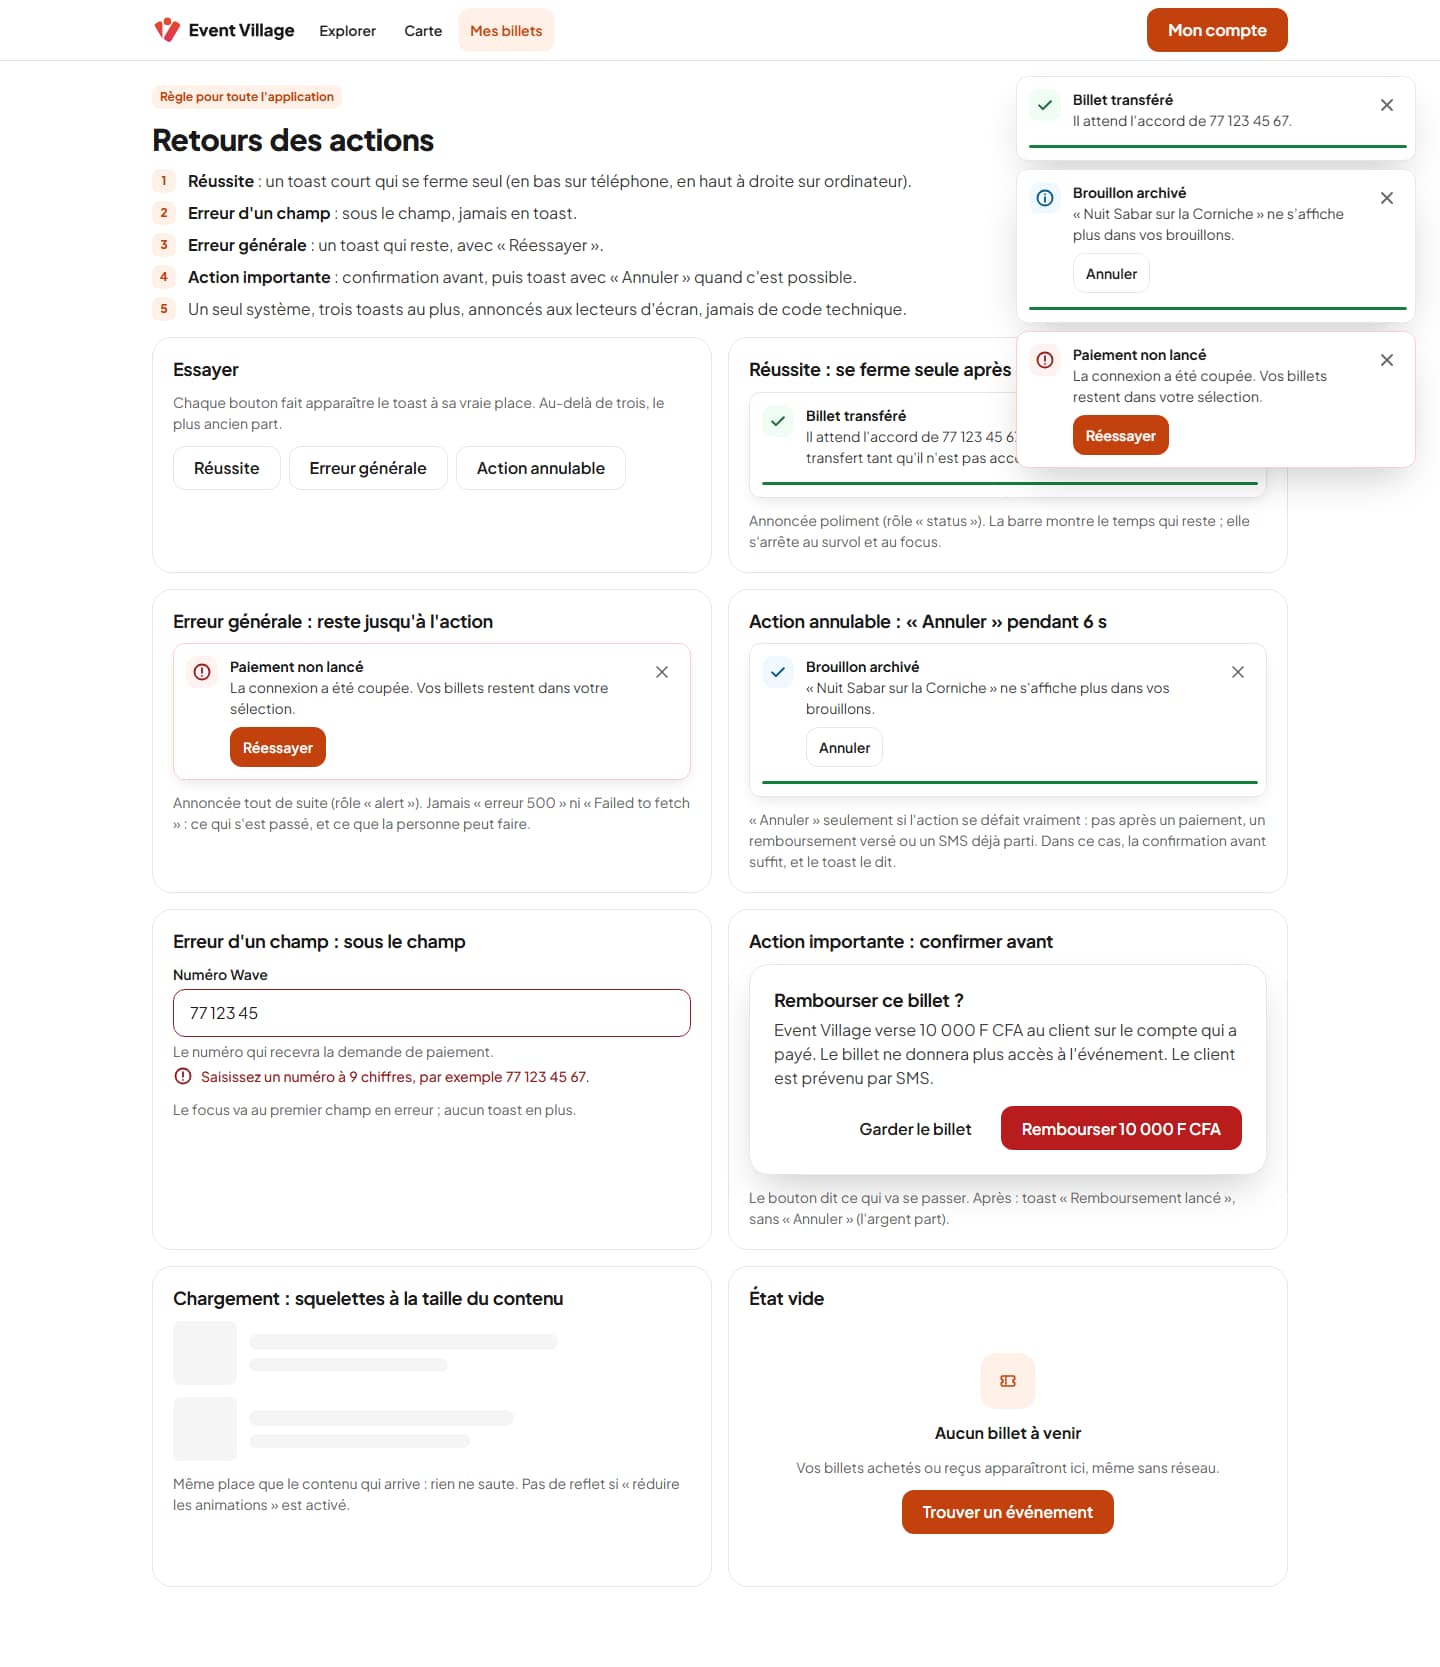 Event Village
Explorer
Carte
Mes billets
Mon compte
Règle pour toute l'application
Retours des actions
1 Réussite : un toast court qui se ferme seul (en bas sur téléphone, en haut à droite sur ordinateur).
2 Erreur d'un champ : sous le champ, jamais en toast.
3 Erreur générale : un toast qui reste, avec « Réessayer ».
4 Action importante : confirmation avant, puis toast avec « Annuler » quand c'est possible.
5 Un seul système, trois toasts au plus, annoncés aux lecteurs d'écran, jamais de code technique.
Billet transféré
Il attend l'accord de 77 123 45 67.
Brouillon archivé
« Nuit Sabar sur la Corniche » ne s'affiche
plus dans vos brouillons.
Annuler
Paiement non lancé
La connexion a été coupée. Vos billets
restent dans votre sélection.
Réessayer
Essayer
Chaque bouton fait apparaître le toast à sa vraie place. Au-delà de trois, le
plus ancien part.
Réussite
Erreur générale
Action annulable
Réussite : se ferme seule après
Billet transféré
Il attend l'accord de 77 123 45
transfert tant qu'il n'est pas
Annoncée poliment (rôle « status »). La barre montre le temps qui reste ; elle
s'arrête au survol et au focus.
Erreur générale : reste jusqu'à l'action
Paiement non lancé
La connexion a été coupée. Vos billets restent dans votre
sélection.
Réessayer
Annoncée tout de suite (rôle « alert »). Jamais « erreur 500 » ni « Failed to fetch
» : ce qui s'est passé, et ce que la personne peut faire.
Action annulable : « Annuler » pendant 6 s
Brouillon archivé
« Nuit Sabar sur la Corniche » ne s'affiche plus dans vos
brouillons.
Annuler
« Annuler » seulement si l'action se défait vraiment : pas après un paiement, un
remboursement versé ou un SMS déjà parti. Dans ce cas, la confirmation avant
suffit, et le toast le dit.
Erreur d'un champ : sous le champ
Numéro Wave
77 123 45
Le numéro qui recevra la demande de paiement.
Saisissez un numéro à 9 chiffres, par exemple 77 123 45 67.
Le focus va au premier champ en erreur ; aucun toast en plus.
Action importante : confirmer avant
Rembourser ce billet ?
Event Village verse 10 000 F CFA au client sur le compte qui a
payé. Le billet ne donnera plus accès à l'événement. Le client
est prévenu par SMS.
Garder le billet
Rembourser 10 000 F CFA
Le bouton dit ce qui va se passer. Après : toast « Remboursement lancé »,
sans « Annuler » (l'argent part).
Chargement : squelettes à la taille du contenu
Même place que le contenu qui arrive : rien ne saute. Pas de reflet si « réduire
les animations » est activé.
État vide
Aucun billet à venir
Vos billets achetés ou reçus apparaîtront ici, même sans réseau.
Trouver un événement